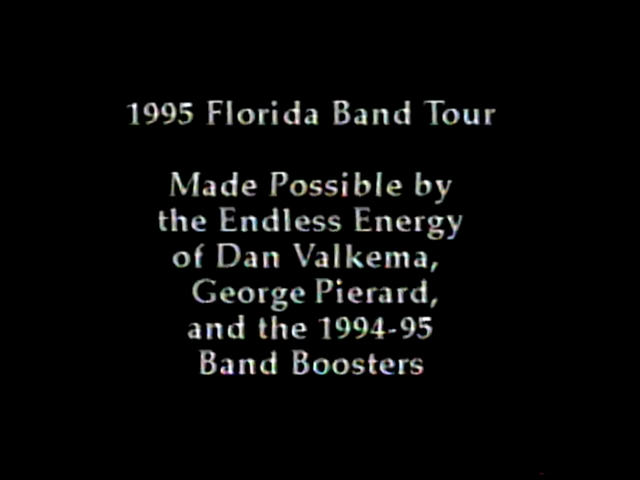 1995 Florida Band Tour
Made Possible by
the Endless Energy
of Dan Valkema,
George Pierard,
and the 1994-95
Band Boosters